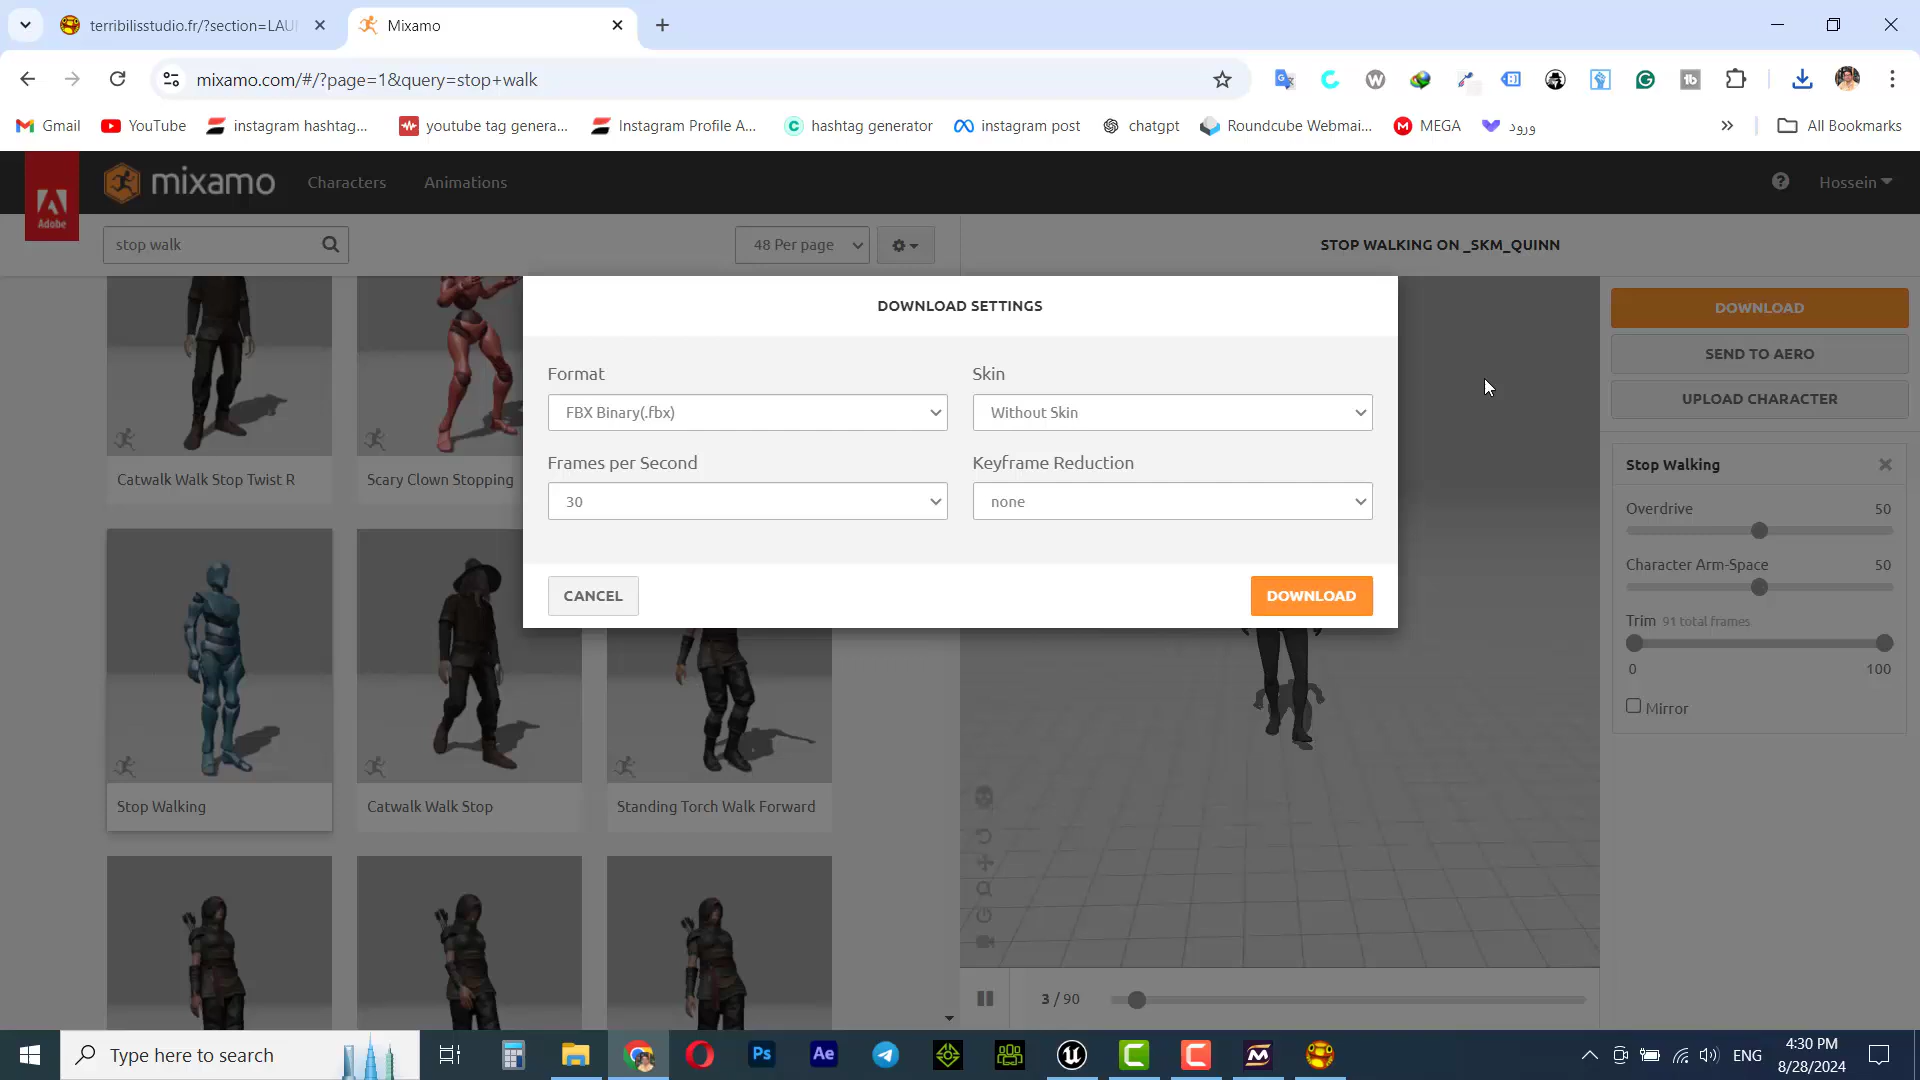 terribilisstudio.fr/?section=LAU
Mixamo
mixamo.com/#/?page=1&query=stop+walk
Gmail
YouTube
instagram hashtag...
youtube tag genera...
Instagram Profile A...
hashtag generator
instagram post
chatgpt
Roundcube Webmai...
MEGA
ورود
All Bookmarks
Adobe
mixamo
Characters
Animations
Hossein
stop walk
48 Per page
STOP WALKING ON _SKM_QUINN
DOWNLOAD SETTINGS
Format
Skin
FBX Binary(.fbx)
Without Skin
Frames per Second
Keyframe Reduction
30
none
CANCEL
DOWNLOAD
DOWNLOAD
SEND TO AERO
UPLOAD CHARACTER
Stop Walking
Overdrive 50
Character Arm-Space 50
Trim 91 total frames
0 100
Mirror
Catwalk Walk Stop Twist R
Scary Clown Stopping
Stop Walking
Catwalk Walk Stop
Standing Torch Walk Forward
3 / 90
Type here to search
Ps
Ae
ENG
4:30 PM
8/28/2024